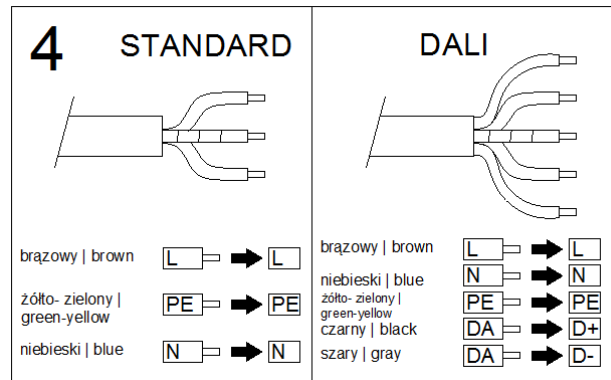 4 STANDARD
brązowy | brown L L
żółto- zielony |
green-yellow PE PE
niebieski | blue N N
DALI
brązowy | brown L L
niebieski | blue N N
żółto- zielony |
green-yellow PE PE
czarny | black DA D+
szary | gray DA D-